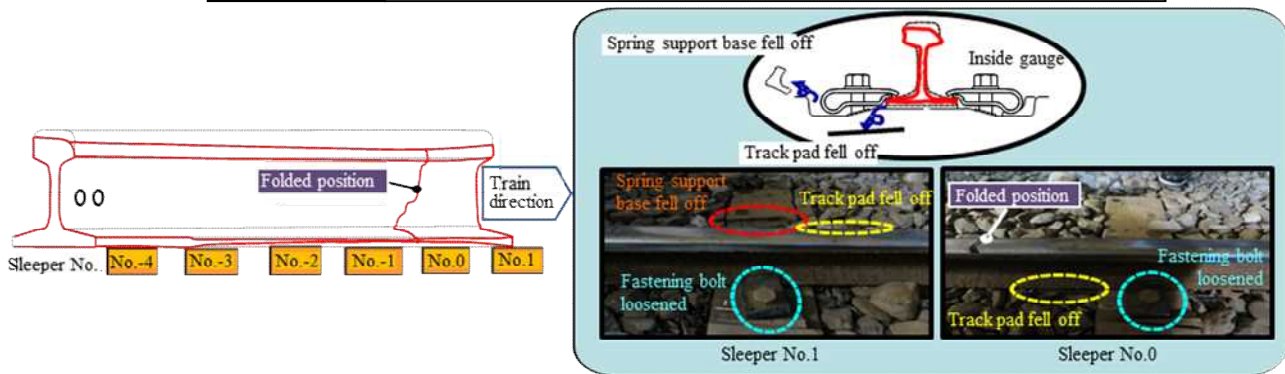 Spring support base fell off
Inside gauge
Track pad fell off
Folded position
Train
direction
Sleeper No..
No.-4
No.-3
No.-2
No.-1
No.0
No.1
Spring support
base fell off
Track pad fell off
Fastening bolt
loosened
Sleeper No.1
Folded position
Fastening bolt
loosened
Track pad fell off
Sleeper No.0